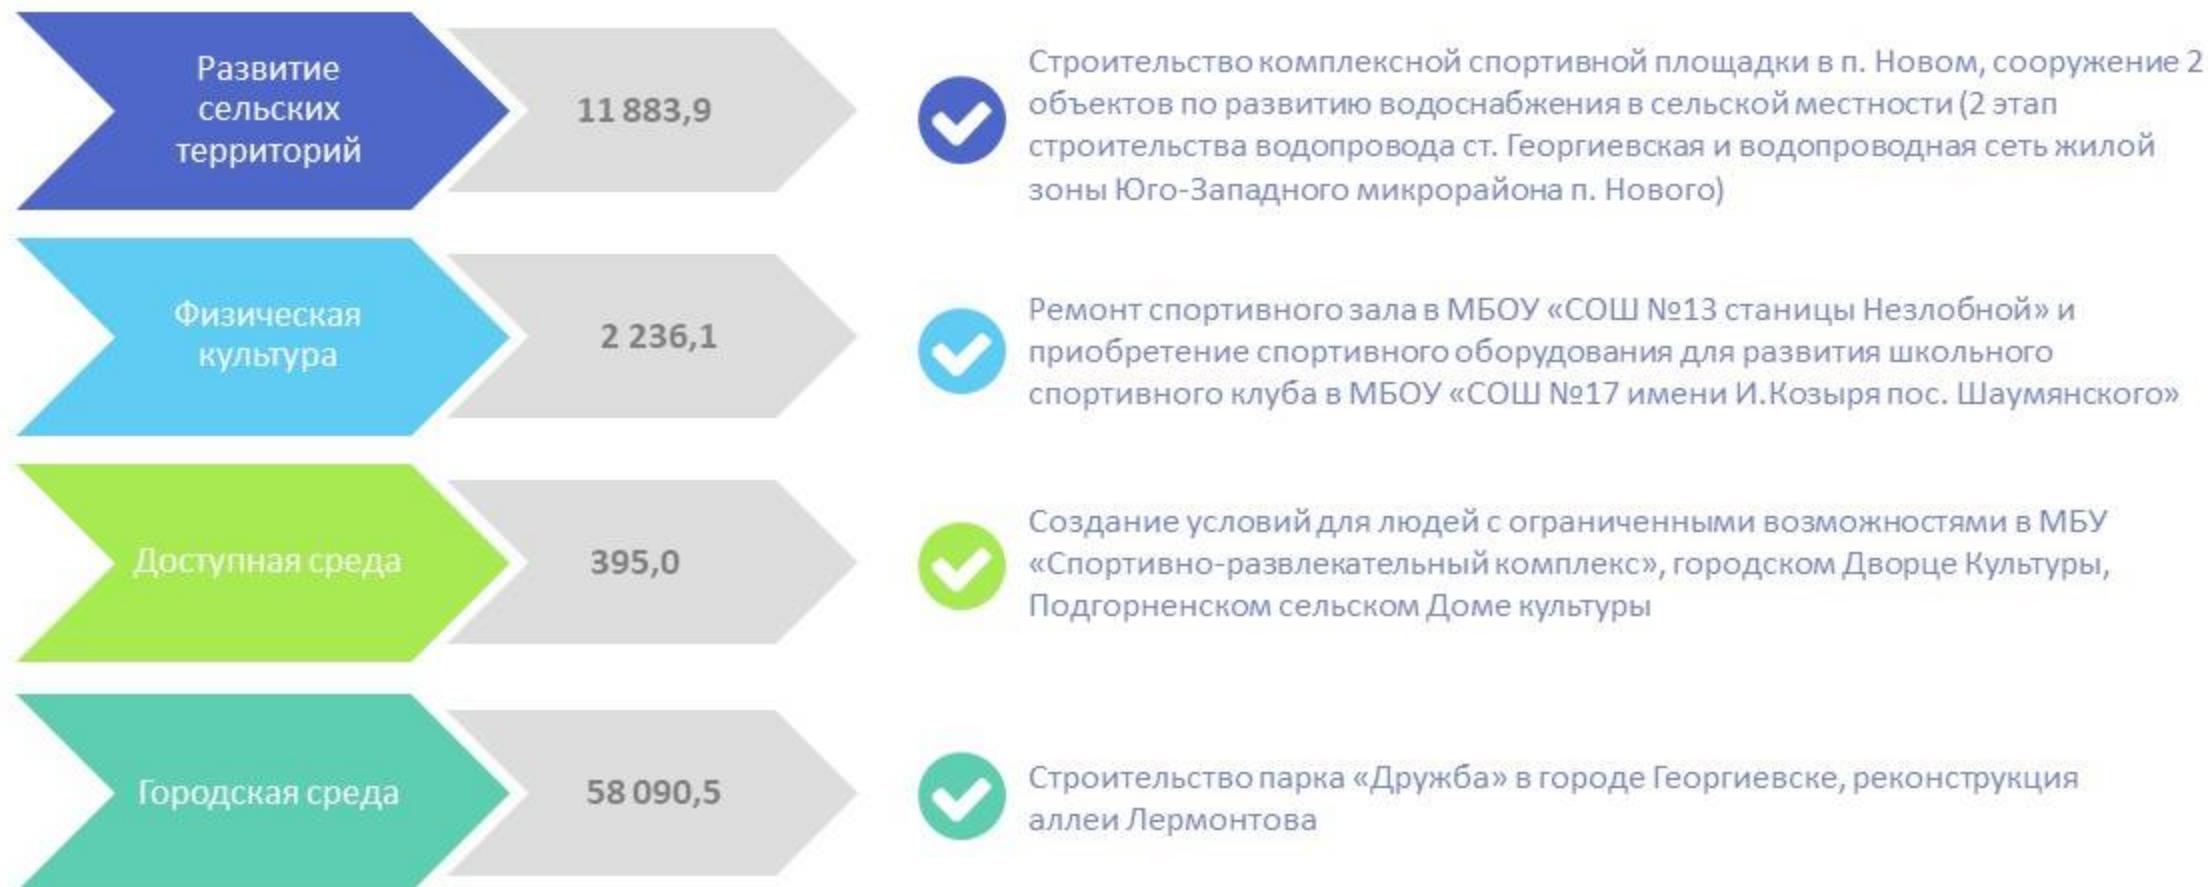 Развитие
сельских
территорий
11 883,9
Строительство комплексной спортивной площадки в п. Новом, сооружение 2
объектов по развитию водоснабжения в сельской местности (2 этап
строительства водопровода ст. Георгиевская и водопроводная сеть жилой
зоны Юго-Западного микрорайона п. Нового)
Физическая
культура
2 236,1
Ремонт спортивного зала в МБОУ «СОШ №13 станицы Незлобной» и
приобретение спортивного оборудования для развития школьного
спортивного клуба в МБОУ «СОШ №17 имени И.Козыря пос. Шаумянского»
Доступная среда
395,0
Создание условий для людей с ограниченными возможностями в МБУ
«Спортивно-развлекательный комплекс», городском Дворце Культуры,
Подгорненском сельском Доме культуры
Городская среда
58 090,5
Строительство парка «Дружба» в городе Георгиевске, реконструкция
аллеи Лермонтова